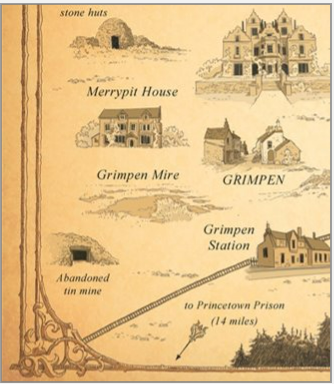 stone huts
Merrypit House
Grimpen Mire
GRIMPEN
Grimpen
Station
Abandoned
tin mine
to Princetown Prison
(14 miles)